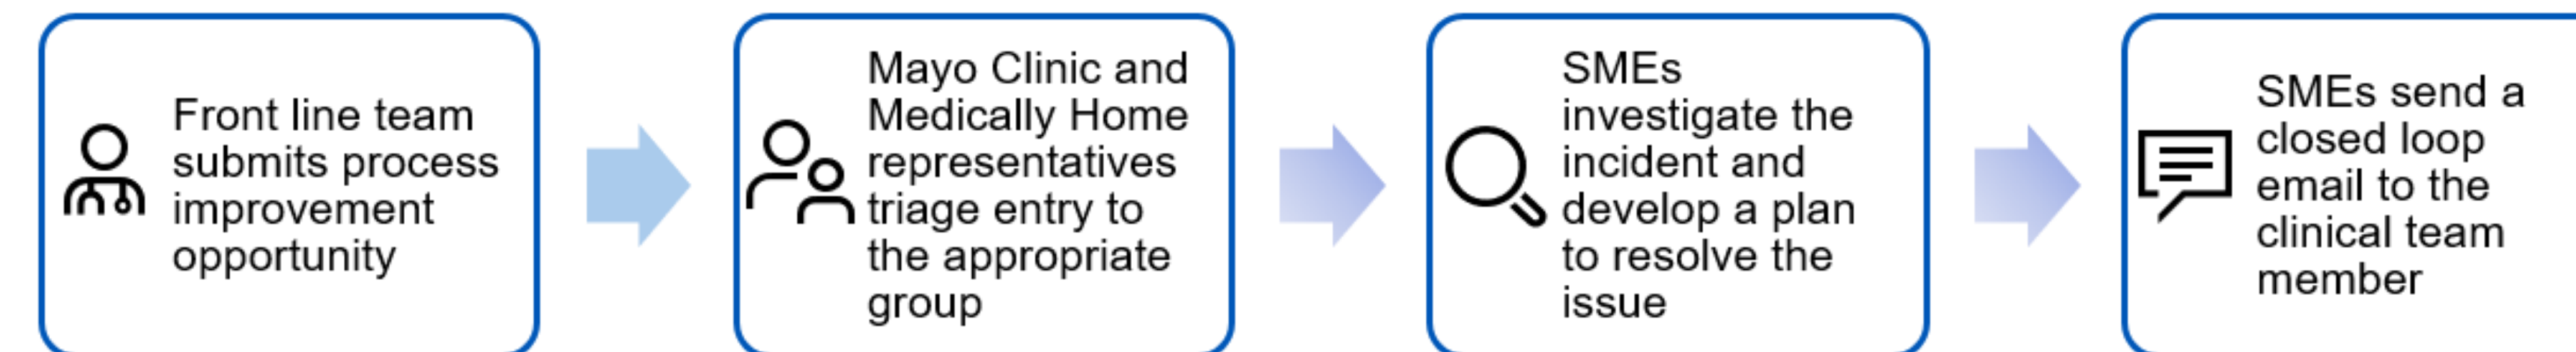 Front line team
submits process
improvement
opportunity
Mayo Clinic and
Medically Home
representatives
triage entry to
the appropriate
group
SMEs
investigate the
incident and
develop a plan
to resolve the
issue
SMEs send a
closed loop
email to the
clinical team
member